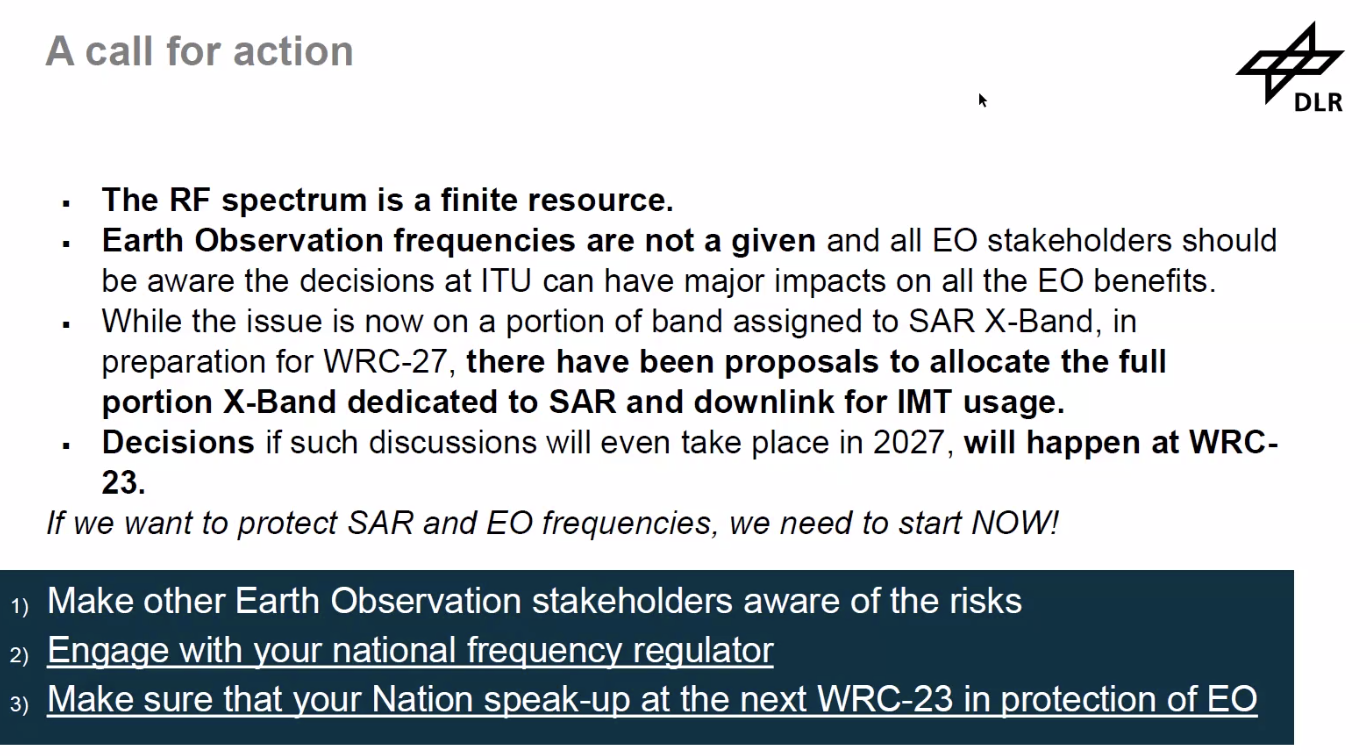 A call for action
DLR
▪ The RF spectrum is a finite resource.
▪ Earth Observation frequencies are not a given and all EO stakeholders should
be aware the decisions at ITU can have major impacts on all the EO benefits.
▪ While the issue is now on a portion of band assigned to SAR X-Band, in
preparation for WRC-27, there have been proposals to allocate the full
portion X-Band dedicated to SAR and downlink for IMT usage.
▪ Decisions if such discussions will even take place in 2027, will happen at WRC-
23.
If we want to protect SAR and EO frequencies, we need to start NOW!
1) Make other Earth Observation stakeholders aware of the risks
2) Engage with your national frequency regulator
3) Make sure that your Nation speak-up at the next WRC-23 in protection of EO